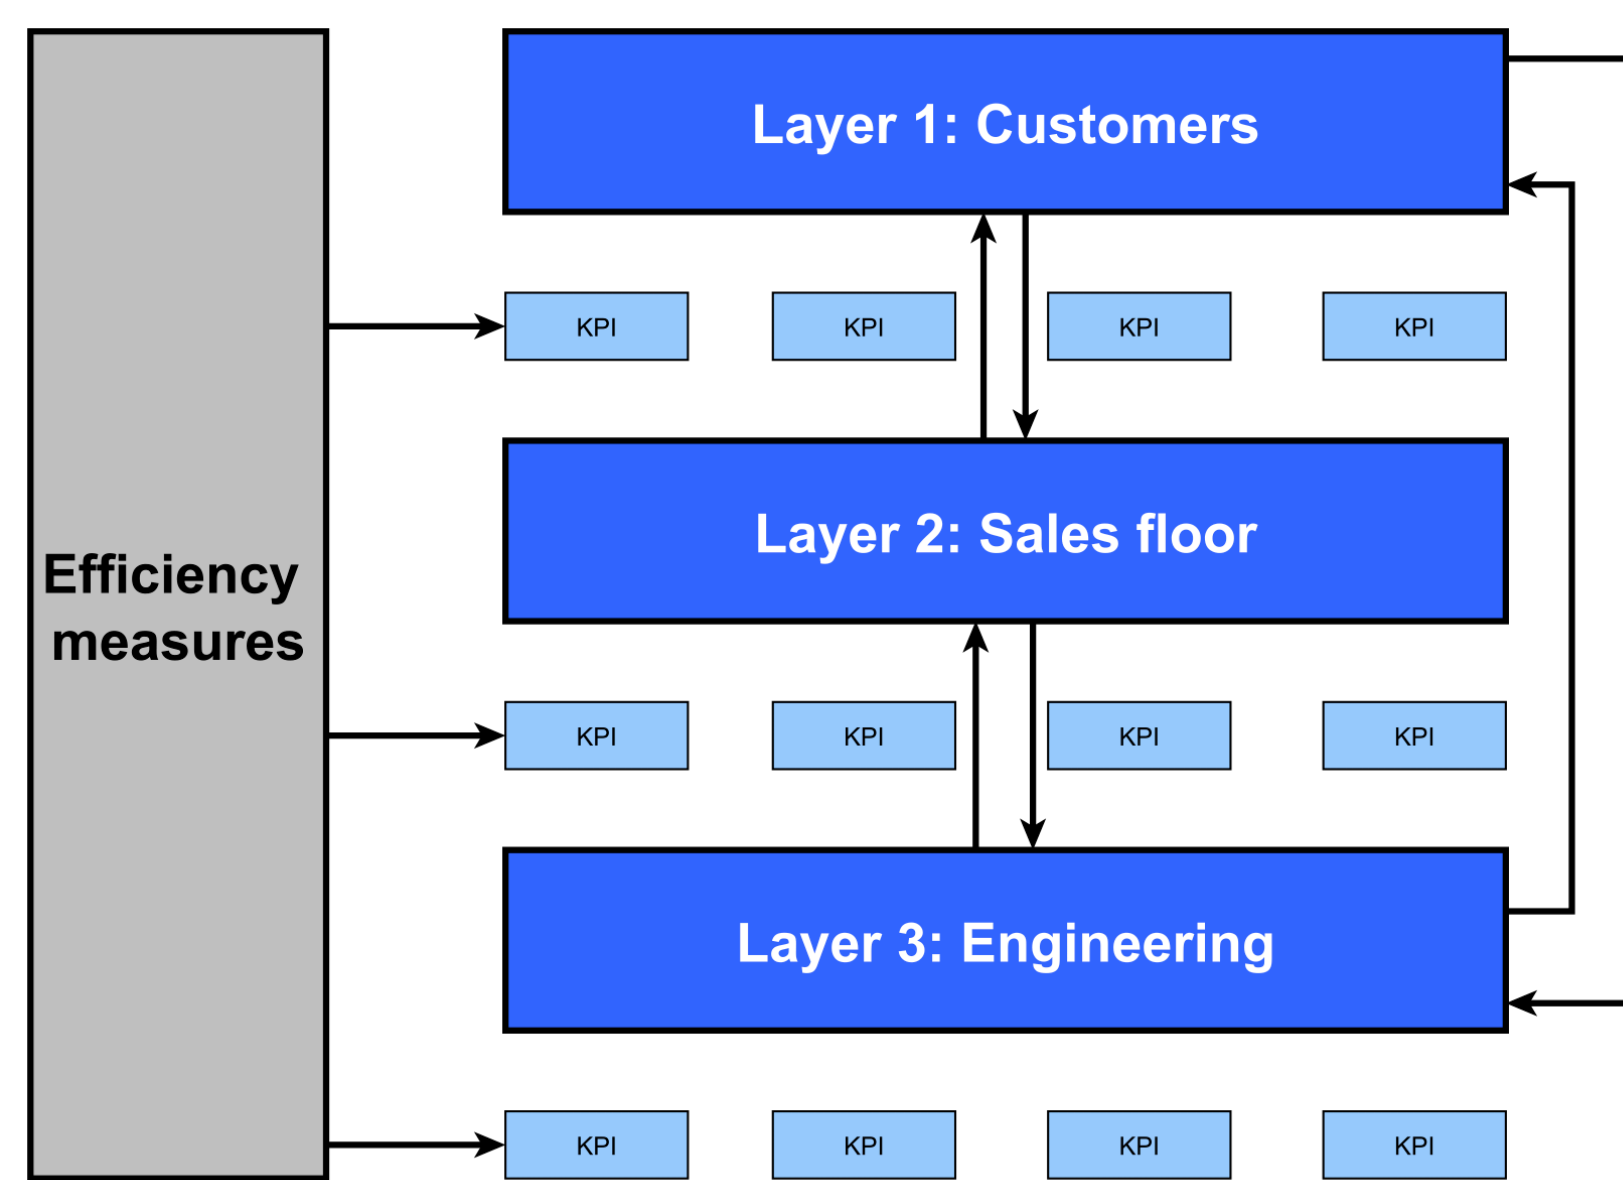 Layer 1: Customers
KPI
KPI
KPI
KPI
Layer 2: Sales floor
Efficiency
measures
KPI
KPI
KPI
KPI
Layer 3: Engineering
KPI
KPI
KPI
KPI